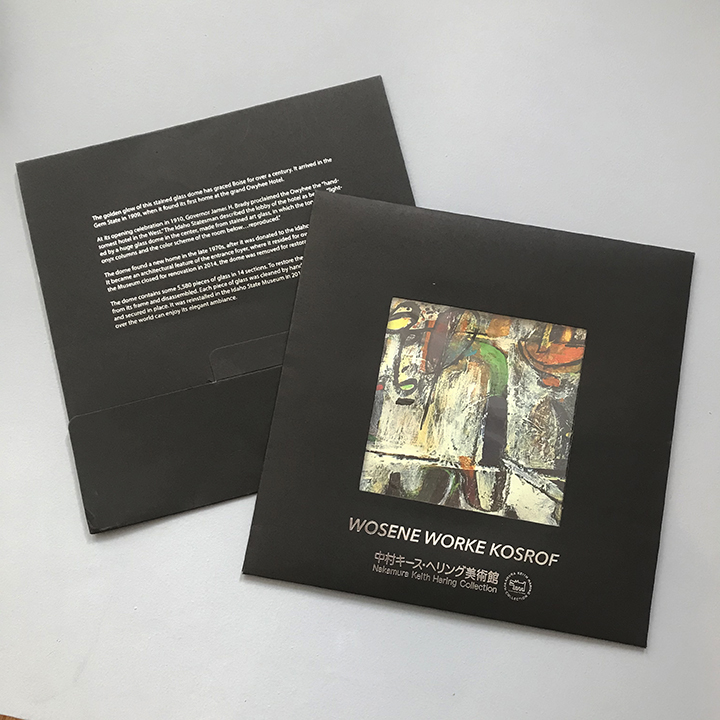 The golden glow of this stained glass dome has graced Boise for over a century. It arrived in the
Gem State in 1909, when it found its first home at the grand Owyhee Hotel.
At its opening celebration in 1910, Governor James H. Brady proclaimed the Owyhee the "hand-
somest hotel in the West." The Idaho Statesman described the lobby of the hotel as be "light-
ed by a huge glass dome in the center, made from stained art glass, in which the
onyx columns and the color scheme of the room below.....reproduced."
The dome found a new home in the late 1970s, after it was donated to the Idaho
It became an architectural feature of the entrance foyer, where it resided
the Museum closed for renovation in 2014, the dome was removed for
The dome contains some 5,580 pieces of glass in 14 sections. To restore the
from its frame and disassembled. Each piece of glass was cleaned by hand
and secured in place. It was reinstalled in the Idaho State Museum in
over the world can enjoy its elegant ambiance.
WOSENE WORKE KOSROF
中村キース・ヘリング美術館
Nakamura Keith Haring Collection